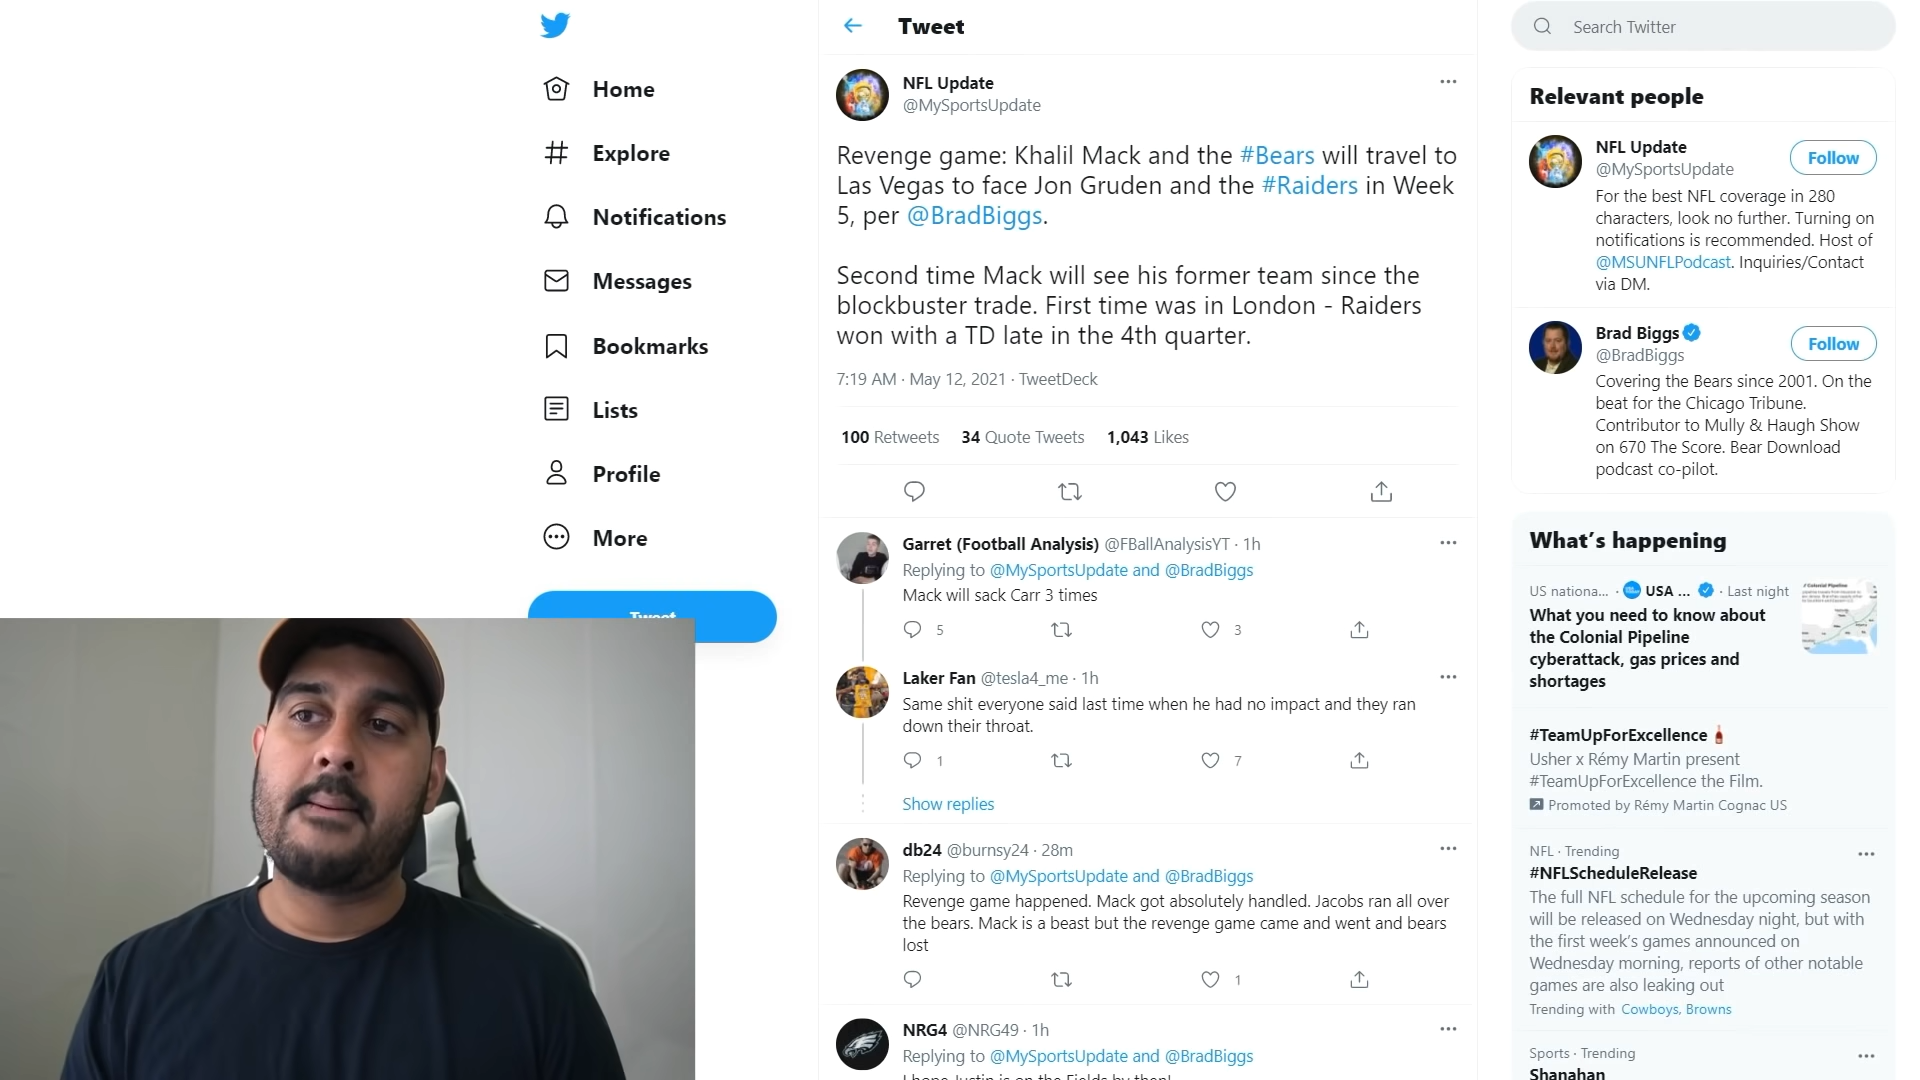 Home
Explore
Notifications
Messages
Bookmarks
Lists
Profile
More
Tweet
Tweet
NFL Update
@MySportsUpdate
Revenge game: Khalil Mack and the #Bears will travel to
Las Vegas to face Jon Gruden and the #Raiders in Week
5, per @BradBiggs.
Second time Mack will see his former team since the
blockbuster trade. First time was in London - Raiders
won with a TD late in the 4th quarter.
7:19 AM · May 12, 2021 · TweetDeck
100 Retweets 34 Quote Tweets 1,043 Likes
Garret (Football Analysis) @FBallAnalysisYT · 1h
Replying to @MySportsUpdate and @BradBiggs
Mack will sack Carr 3 times
5 3
Laker Fan @tesla4_me · 1h
Same shit everyone said last time when he had no impact and they ran
down their throat.
1 7
Show replies
db24 @burnsy24 · 28m
Replying to @MySportsUpdate and @BradBiggs
Revenge game happened. Mack got absolutely handled. Jacobs ran all over
the bears. Mack is a beast but the revenge game came and went and bears
lost
1
NRG4 @NRG49 · 1h
Replying to @MySportsUpdate and @BradBiggs
I hope Justin is on the Fields by then!
Search Twitter
Relevant people
NFL Update
@MySportsUpdate
Follow
For the best NFL coverage in 280
characters, look no further. Turning on
notifications is recommended. Host of
@MSUNFLPodcast. Inquiries/Contact
via DM.
Brad Biggs
@BradBiggs
Follow
Covering the Bears since 2001. On the
beat for the Chicago Tribune.
Contributor to Mully & Haugh Show
on 670 The Score. Bear Download
podcast co-pilot.
What's happening
US nationa... · USA ... · Last night
What you need to know about
the Colonial Pipeline
cyberattack, gas prices and
shortages
#TeamUpForExcellence
Usher x Rémy Martin present
#TeamUpForExcellence the Film.
Promoted by Rémy Martin Cognac US
NFL · Trending
#NFLScheduleRelease
The full NFL schedule for the upcoming season
will be released on Wednesday night, but with
the first week's games announced on
Wednesday morning, reports of other notable
games are also leaking out
Trending with Cowboys, Browns
Sports · Trending
Shanahan